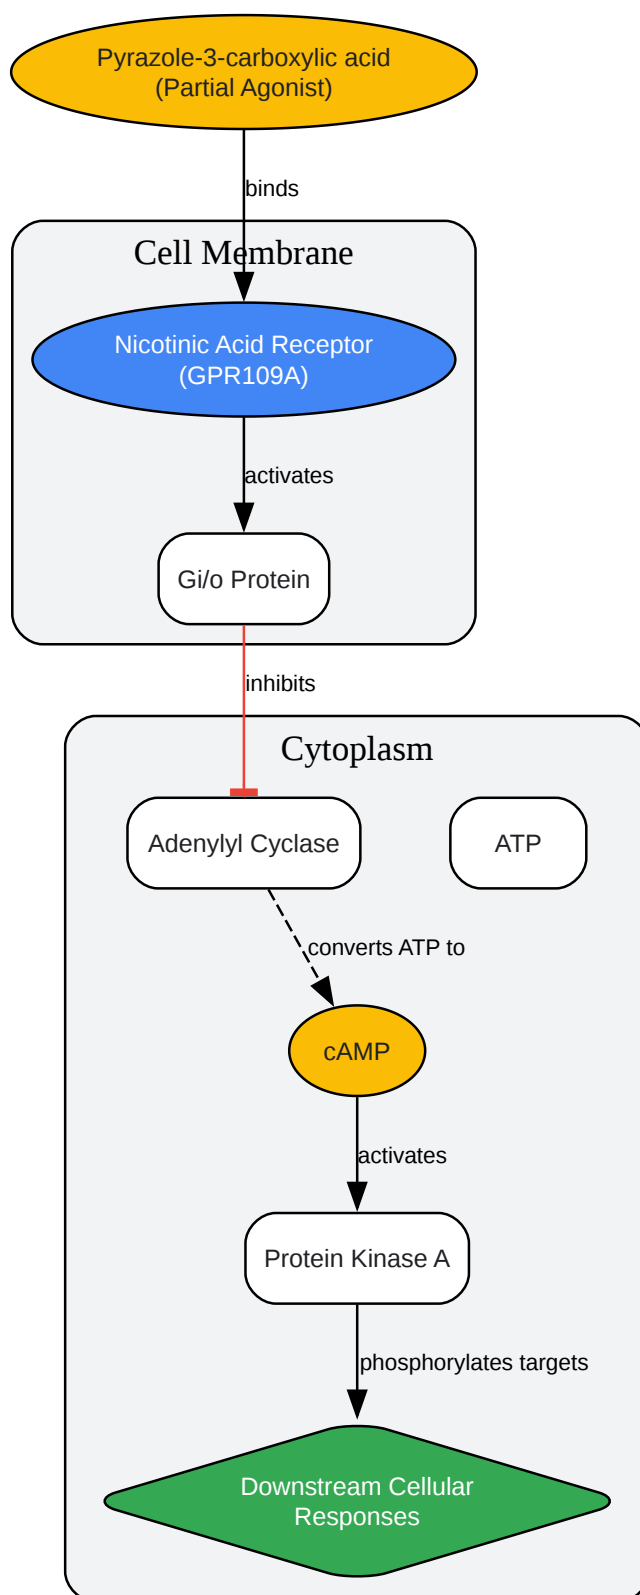 Pyrazole-3-carboxylic acid
(Partial Agonist)
binds
Cell Membrane
Nicotinic Acid Receptor
(GPR109A)
activates
Gi/o Protein
inhibits
Cytoplasm
Adenylyl Cyclase
ATP
converts ATP to
cAMP
activates
Protein Kinase A
phosphorylates targets
Downstream Cellular
Responses